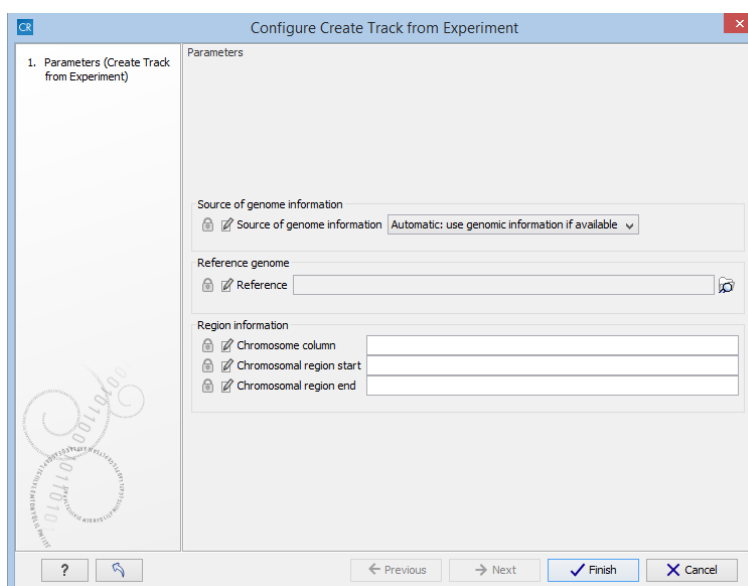 CR Configure Create Track from Experiment
1. Parameters (Create Track
from Experiment)
Parameters
Source of genome information
Source of genome information Automatic: use genomic information if available
Reference genome
Reference
Region information
Chromosome column
Chromosomal region start
Chromosomal region end
? Previous Next Finish Cancel